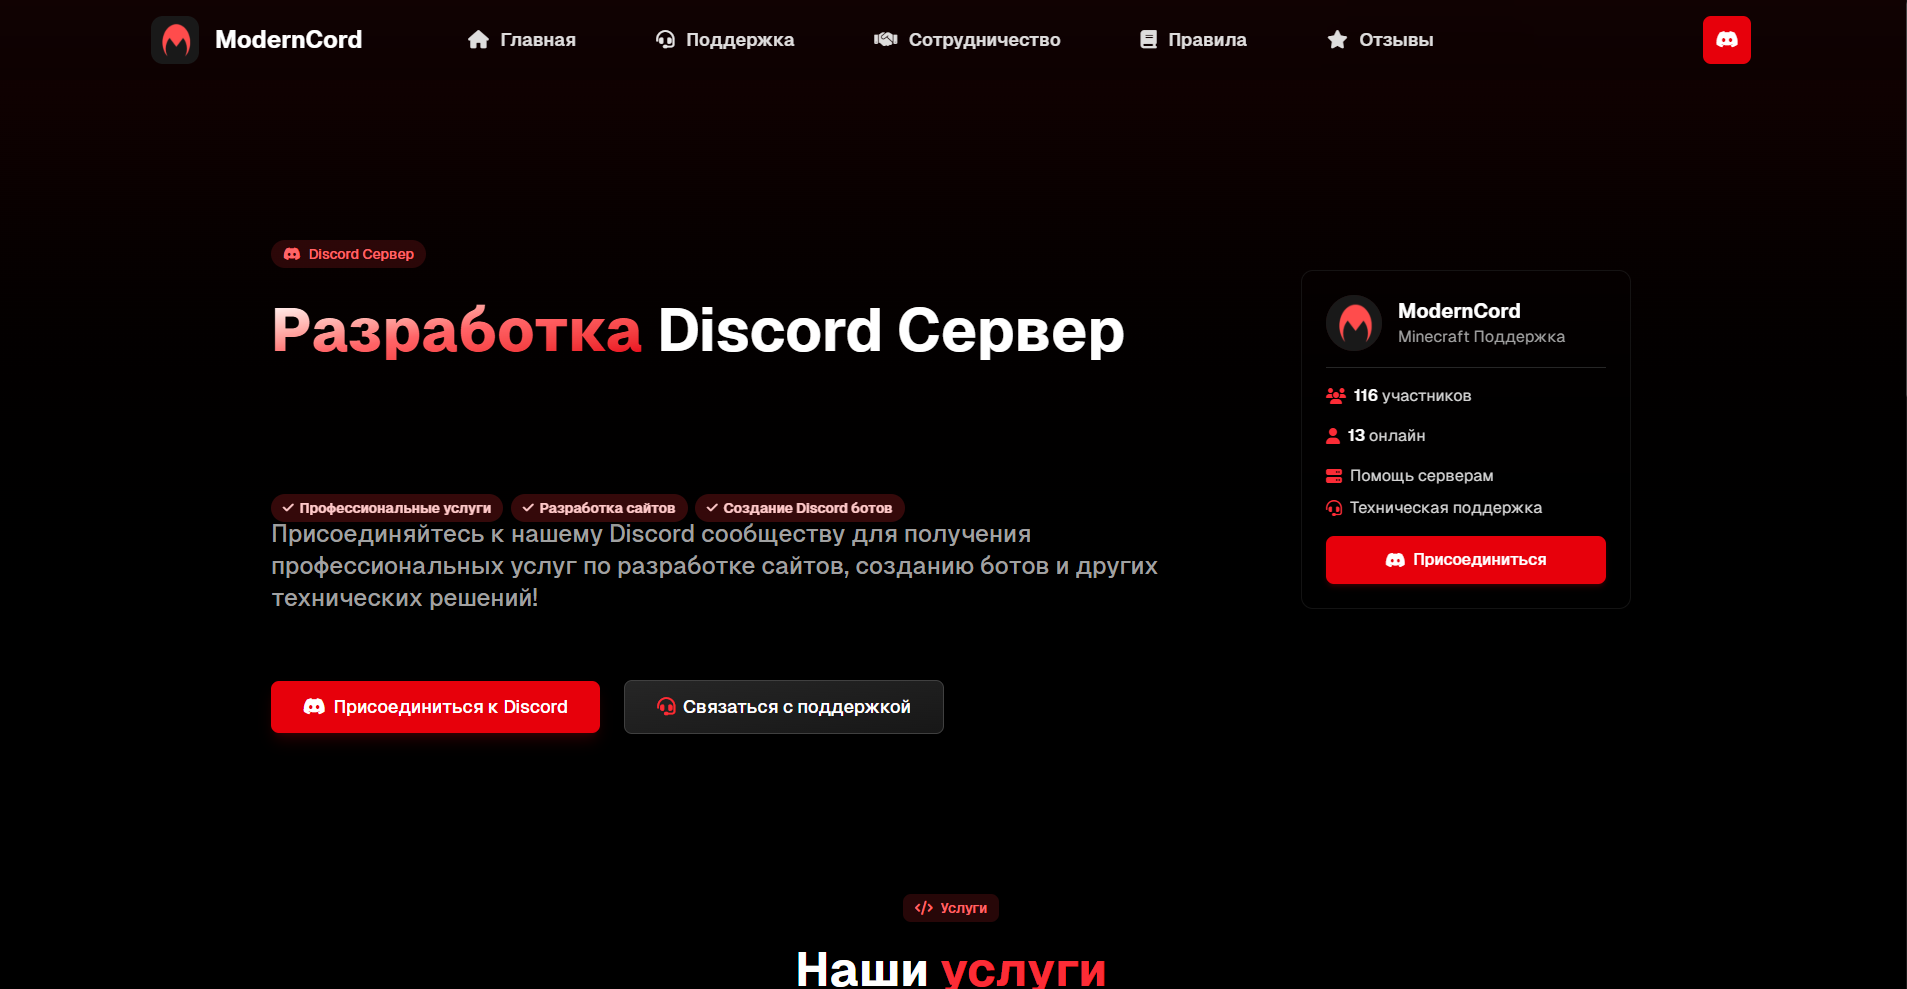 ModernCord
Главная
Поддержка
Сотрудничество
Правила
Отзывы
Discord Сервер
Разработка Discord Сервер
Профессиональные услуги
Разработка сайтов
Создание Discord ботов
Присоединяйтесь к нашему Discord сообществу для получения
профессиональных услуг по разработке сайтов, созданию ботов и других
технических решений!
Присоединиться к Discord
Связаться с поддержкой
ModernCord
Minecraft Поддержка
116 участников
13 онлайн
Помощь серверам
Техническая поддержка
Присоединиться
Услуги
Наши услуги